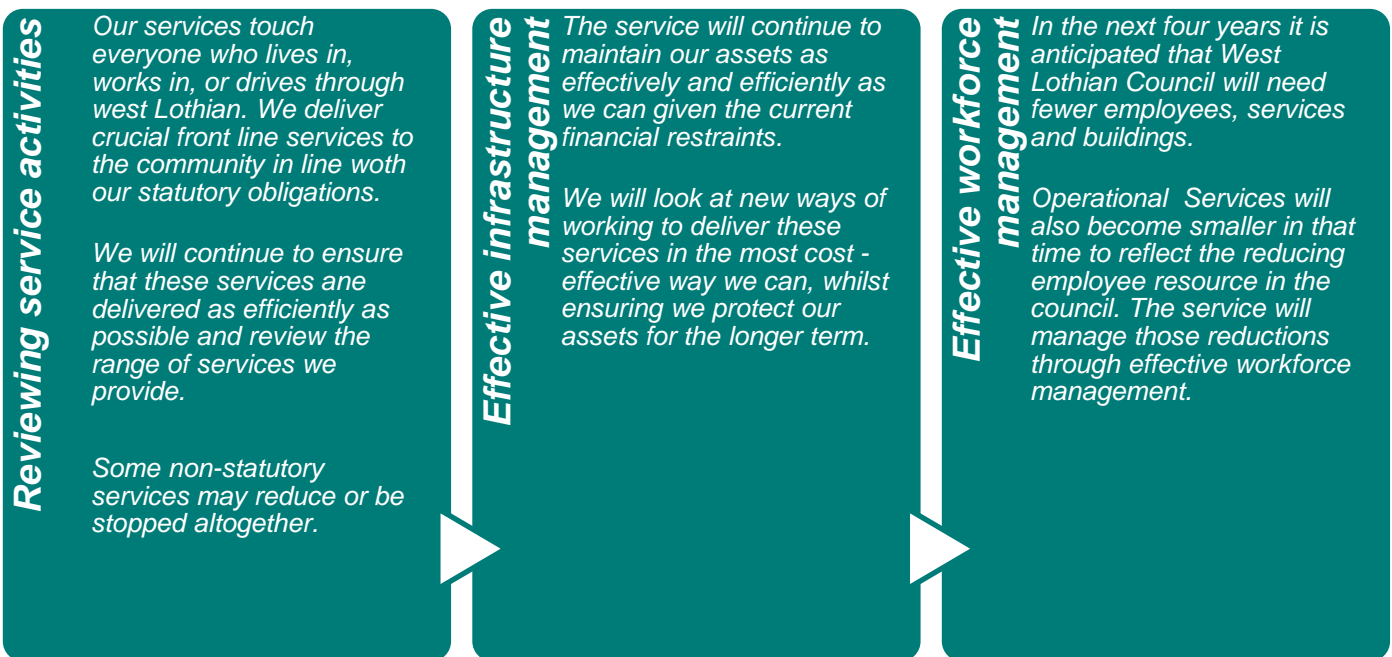 Reviewing service activities
Our services touch
everyone who lives in,
works in, or drives through
west Lothian. We deliver
crucial front line services to
the community in line woth
our statutory obligations.
We will continue to ensure
that these services ane
delivered as efficiently as
possible and review the
range of services we
provide.
Some non-statutory
services may reduce or be
stopped altogether.
Effective infrastructure
management
The service will continue to
maintain our assets as
effectively and efficiently as
we can given the current
financial restraints.
We will look at new ways of
working to deliver these
services in the most cost -
effective way we can, whilst
ensuring we protect our
assets for the longer term.
Effective workforce
management
In the next four years it is
anticipated that West
Lothian Council will need
fewer employees, services
and buildings.
Operational  Services will
also become smaller in that
time to reflect the reducing
employee resource in the
council. The service will
manage those reductions
through effective workforce
management.